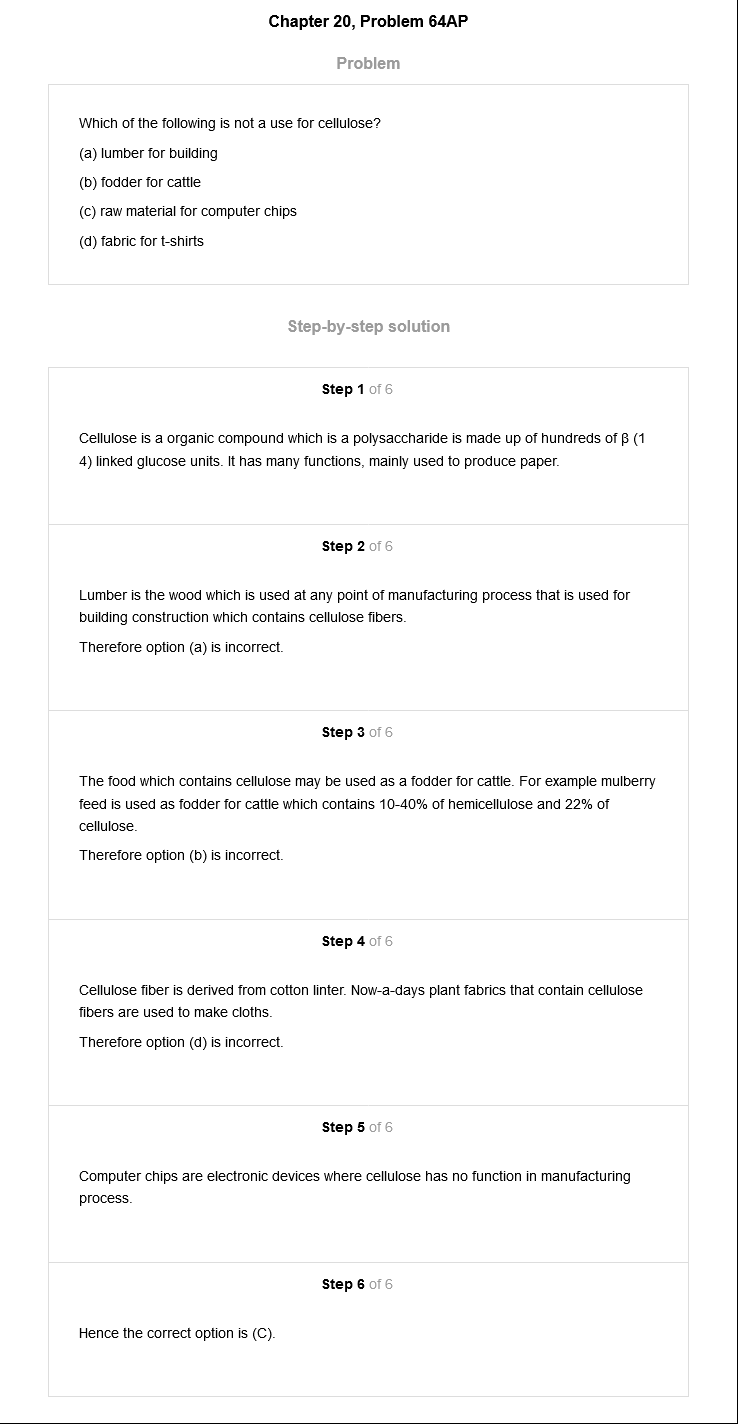 Chapter 20, Problem 64AP
Problem
Which of the following is not a use for cellulose?
(a) lumber for building
(b) fodder for cattle
(c) raw material for computer chips
(d) fabric for t-shirts
Step-by-step solution
Step 1 of 6
Cellulose is a organic compound which is a polysaccharide is made up of hundreds of β (1
4) linked glucose units. It has many functions, mainly used to produce paper.
Step 2 of 6
Lumber is the wood which is used at any point of manufacturing process that is used for
building construction which contains cellulose fibers.
Therefore option (a) is incorrect.
Step 3 of 6
The food which contains cellulose may be used as a fodder for cattle. For example mulberry
feed is used as fodder for cattle which contains 10-40% of hemicellulose and 22% of
cellulose.
Therefore option (b) is incorrect.
Step 4 of 6
Cellulose fiber is derived from cotton linter. Now-a-days plant fabrics that contain cellulose
fibers are used to make cloths.
Therefore option (d) is incorrect.
Step 5 of 6
Computer chips are electronic devices where cellulose has no function in manufacturing
process.
Step 6 of 6
Hence the correct option is (C).